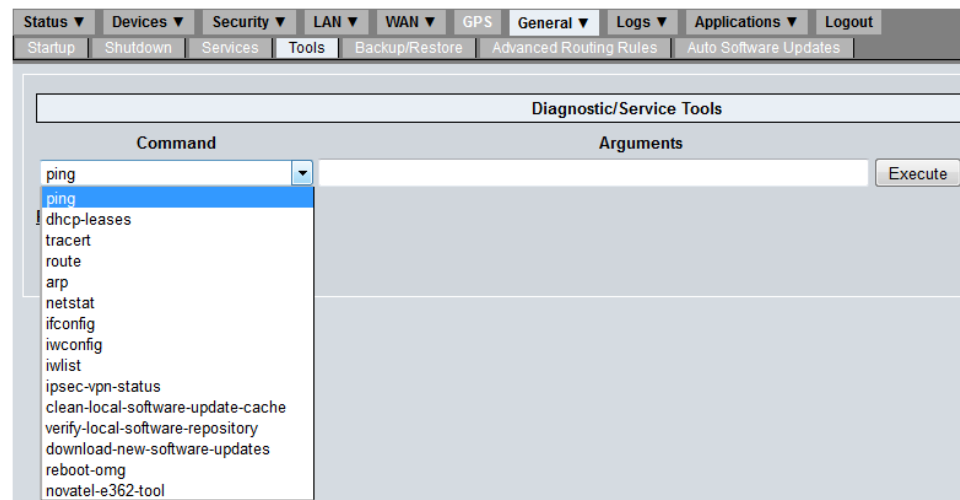 Status ▼ Devices ▼ Security ▼ LAN ▼ WAN ▼ GPS General ▼ Logs ▼ Applications ▼ Logout
Startup Shutdown Services Tools Backup/Restore Advanced Routing Rules Auto Software Updates
Diagnostic/Service Tools
Command Arguments
ping Execute
ping
dhcp-leases
tracert
route
arp
netstat
ifconfig
iwconfig
iwlist
ipsec-vpn-status
clean-local-software-update-cache
verify-local-software-repository
download-new-software-updates
reboot-omg
novatel-e362-tool